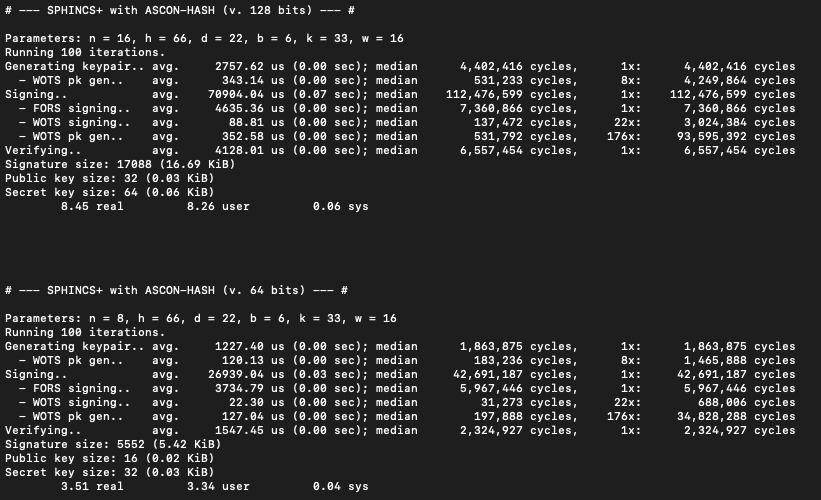 # --- SPHINCS+ with ASCON-HASH (v. 128 bits) --- #
Parameters: n = 16, h = 66, d = 22, b = 6, k = 33, w = 16
Running 100 iterations.
Generating keypair.. avg.     2757.62 us (0.00 sec); median      4,402,416 cycles,    1x:      4,402,416 cycles
  - WOTS pk gen..    avg.      343.14 us (0.00 sec); median        531,233 cycles,    8x:      4,249,864 cycles
Signing..            avg.    70904.04 us (0.07 sec); median    112,476,599 cycles,    1x:    112,476,599 cycles
  - FORS signing..   avg.     4635.36 us (0.00 sec); median      7,360,866 cycles,    1x:      7,360,866 cycles
  - WOTS signing..   avg.       88.81 us (0.00 sec); median        137,472 cycles,   22x:      3,024,384 cycles
  - WOTS pk gen..    avg.      352.58 us (0.00 sec); median        531,792 cycles,  176x:     93,595,392 cycles
Verifying..          avg.     4128.01 us (0.00 sec); median      6,557,454 cycles,    1x:      6,557,454 cycles
Signature size: 17088 (16.69 KiB)
Public key size: 32 (0.03 KiB)
Secret key size: 64 (0.06 KiB)
        8.45 real         8.26 user         0.06 sys
# --- SPHINCS+ with ASCON-HASH (v. 64 bits) --- #
Parameters: n = 8, h = 66, d = 22, b = 6, k = 33, w = 16
Running 100 iterations.
Generating keypair.. avg.     1227.40 us (0.00 sec); median      1,863,875 cycles,    1x:      1,863,875 cycles
  - WOTS pk gen..    avg.      120.13 us (0.00 sec); median        183,236 cycles,    8x:      1,465,888 cycles
Signing..            avg.    26939.04 us (0.03 sec); median     42,691,187 cycles,    1x:     42,691,187 cycles
  - FORS signing..   avg.     3734.79 us (0.00 sec); median      5,967,446 cycles,    1x:      5,967,446 cycles
  - WOTS signing..   avg.       22.30 us (0.00 sec); median         31,273 cycles,   22x:        688,006 cycles
  - WOTS pk gen..    avg.      127.04 us (0.00 sec); median        197,888 cycles,  176x:     34,828,288 cycles
Verifying..          avg.     1547.45 us (0.00 sec); median      2,324,927 cycles,    1x:      2,324,927 cycles
Signature size: 5552 (5.42 KiB)
Public key size: 16 (0.02 KiB)
Secret key size: 32 (0.03 KiB)
        3.51 real         3.34 user         0.04 sys